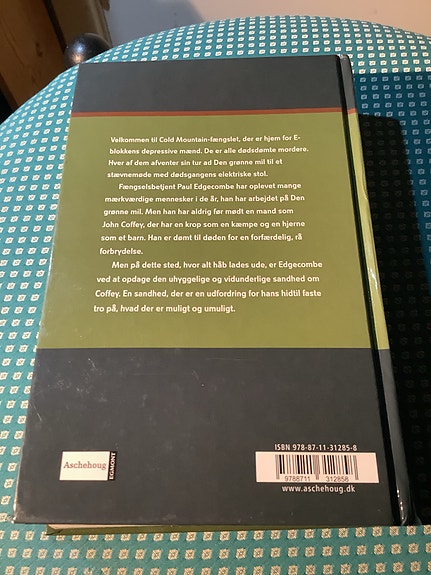 Velkommen til Cold Mountain-fængslet, der er hjem for E-
blokkens depressive mænd. De er alle dødsdømte mordere.
Hver af dem afventer sin tur ad Den grønne mil til et
stævnemøde med dødsgangens elektriske stol.
Fængselsbetjent Paul Edgecombe har oplevet mange
mærkværdige mennesker i de år, han har arbejdet på Den
grønne mil. Men han har aldrig før mødt en mand som
John Coffey, der har en krop som en kæmpe og en hjerne
som et barn. Han er dømt til døden for en forfærdelig, rå
forbrydelse.
Men på dette sted, hvor alt håb lades ude, er Edgecombe
ved at opdage den uhyggelige og vidunderlige sandhed om
Coffey. En sandhed, der er en udfordring for hans hidtil faste
tro på, hvad der er muligt og umuligt.
ISBN 978-87-11-31285-8
9788711 312858
www.aschehoug.dk
Aschehoug
EGMONT